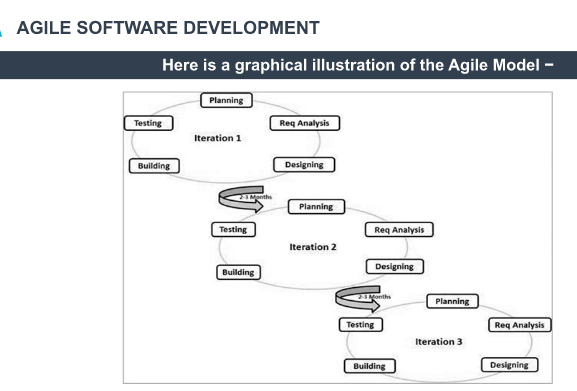 AGILE SOFTWARE DEVELOPMENT
Here is a graphical illustration of the Agile Model –
Planning
Testing
Req Analysis
Iteration 1
Building
Designing
2-3 Months
Planning
Testing
Req Analysis
Iteration 2
Building
Designing
2-3 Months
Planning
Testing
Req Analysis
Iteration 3
Building
Designing